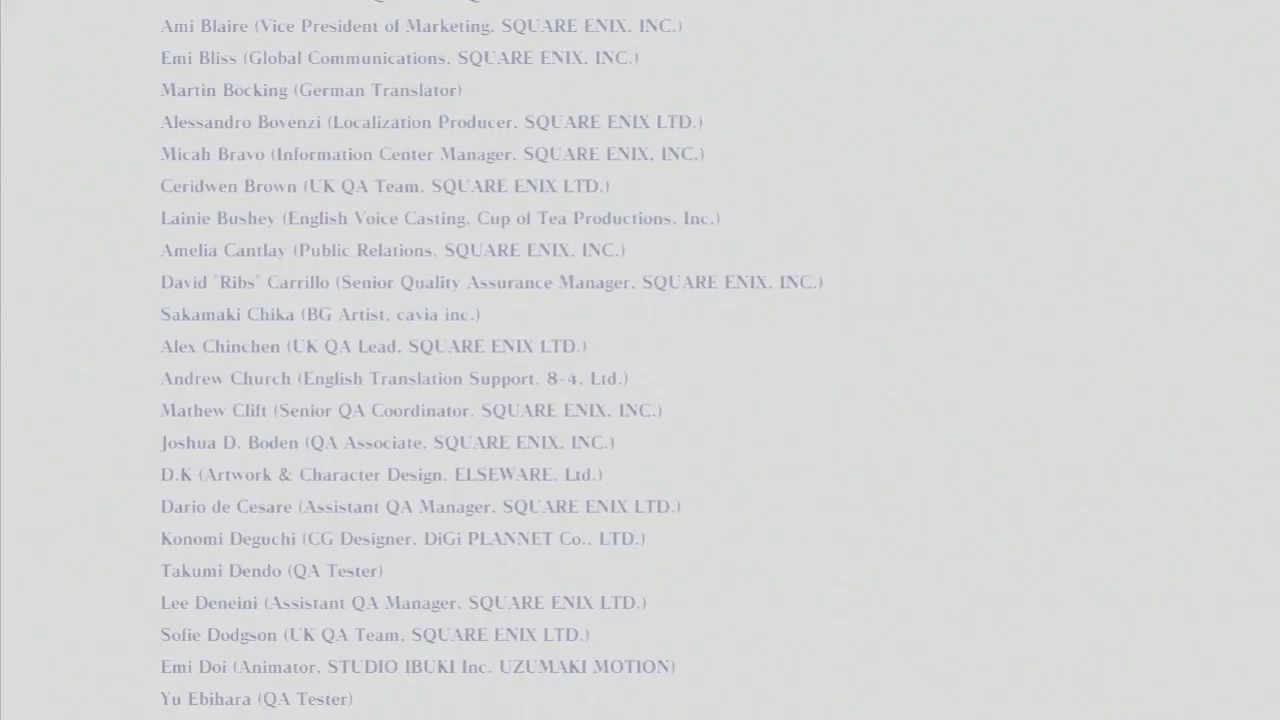 Ami Blaire (Vice President of Marketing, SQUARE ENIX, INC.)
Emi Bliss (Global Communications, SQUARE ENIX, INC.)
Martin Böcking (German Translator)
Alessandro Bovenzi (Localization Producer, SQUARE ENIX LTD.)
Micah Bravo (Information Center Manager, SQUARE ENIX, INC.)
Ceridwen Brown (UK QA Team, SQUARE ENIX LTD.)
Lainie Bushey (English Voice Casting, Cup of Tea Productions, Inc.)
Amelia Cantlay (Public Relations, SQUARE ENIX, INC.)
David "Ribs" Carrillo (Senior Quality Assurance Manager, SQUARE ENIX, INC.)
Sakamaki Chika (BG Artist, cavia inc.)
Alex Chinchen (UK QA Lead, SQUARE ENIX LTD.)
Andrew Church (English Translation Support, 8-4, Ltd.)
Mathew Clift (Senior QA Coordinator, SQUARE ENIX, INC.)
Joshua D. Boden (QA Associate, SQUARE ENIX, INC.)
D.K (Artwork & Character Design, ELSEWARE, Ltd.)
Dario de Cesare (Assistant QA Manager, SQUARE ENIX LTD.)
Konomi Deguchi (CG Designer, DiGi PLANNET Co., LTD.)
Takumi Dendo (QA Tester)
Lee Deneini (Assistant QA Manager, SQUARE ENIX LTD.)
Sofie Dodgson (UK QA Team, SQUARE ENIX LTD.)
Emi Doi (Animator, STUDIO IBUKI Inc. UZUMAKI MOTION)
Yu Ebihara (QA Tester)